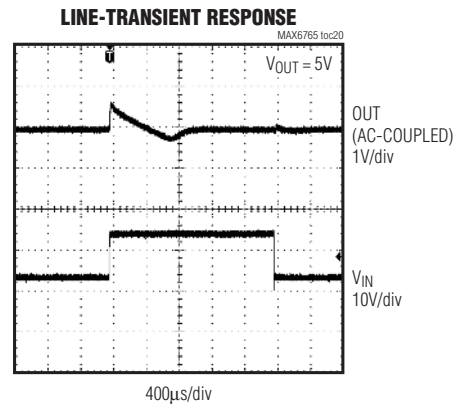 LINE-TRANSIENT RESPONSE
MAX6765 toc20
T
VOUT = 5V
OUT
(AC-COUPLED)
1V/div
VIN
10V/div
400µs/div